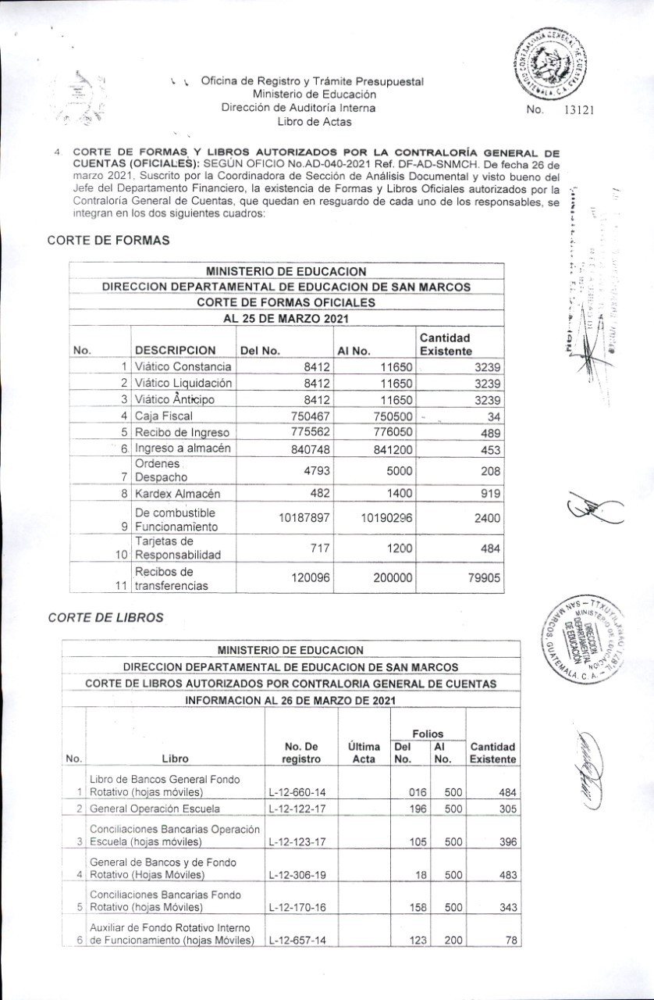 CONTRALORÍA GENERAL DE CUENTAS
GUATEMALA, C.A.
Oficina de Registro y Trámite Presupuestal
Ministerio de Educación
Dirección de Auditoría Interna
Libro de Actas
No. 13121
4. CORTE DE FORMAS Y LIBROS AUTORIZADOS POR LA CONTRALORÍA GENERAL DE
CUENTAS (OFICIALES): SEGÚN OFICIO No.AD-040-2021 Ref. DF-AD-SNMCH. De fecha 26 de
marzo 2021, Suscrito por la Coordinadora de Sección de Análisis Documental y visto bueno del
Jefe del Departamento Financiero, la existencia de Formas y Libros Oficiales autorizados por la
Contraloría General de Cuentas, que quedan en resguardo de cada uno de los responsables, se
integran en los dos siguientes cuadros:
CORTE DE FORMAS
MINISTERIO DE EDUCACION
DIRECCION DEPARTAMENTAL DE EDUCACION DE SAN MARCOS
CORTE DE FORMAS OFICIALES
AL 25 DE MARZO 2021
No. DESCRIPCION Del No. Al No. Cantidad Existente
1 Viático Constancia 8412 11650 3239
2 Viático Liquidación 8412 11650 3239
3 Viático Ànticipo 8412 11650 3239
4 Caja Fiscal 750467 750500 34
5 Recibo de Ingreso 775562 776050 489
6 Ingreso a almacén 840748 841200 453
7 Ordenes Despacho 4793 5000 208
8 Kardex Almacén 482 1400 919
9 De combustible Funcionamiento 10187897 10190296 2400
10 Tarjetas de Responsabilidad 717 1200 484
11 Recibos de transferencias 120096 200000 79905
CORTE DE LIBROS
MINISTERIO DE EDUCACION
DIRECCION DEPARTAMENTAL DE EDUCACION DE SAN MARCOS
CORTE DE LIBROS AUTORIZADOS POR CONTRALORIA GENERAL DE CUENTAS
INFORMACION AL 26 DE MARZO DE 2021
No. Libro No. De registro Última Acta Folios Del No. Al No. Cantidad Existente
1 Libro de Bancos General Fondo Rotativo (hojas móviles) L-12-660-14 016 500 484
2 General Operación Escuela L-12-122-17 196 500 305
3 Conciliaciones Bancarias Operación Escuela (hojas móviles) L-12-123-17 105 500 396
4 General de Bancos y de Fondo Rotativo (Hojas Móviles) L-12-306-19 18 500 483
5 Conciliaciones Bancarias Fondo Rotativo (hojas Móviles) L-12-170-16 158 500 343
6 Auxiliar de Fondo Rotativo Interno de Funcionamiento (hojas Móviles) L-12-657-14 123 200 78
MINISTERIO DE EDUCACION
DIRECCION
DEPARTAMENTAL
DE EDUCACIÓN
SAN MARCOS, GUATEMALA, C. A.